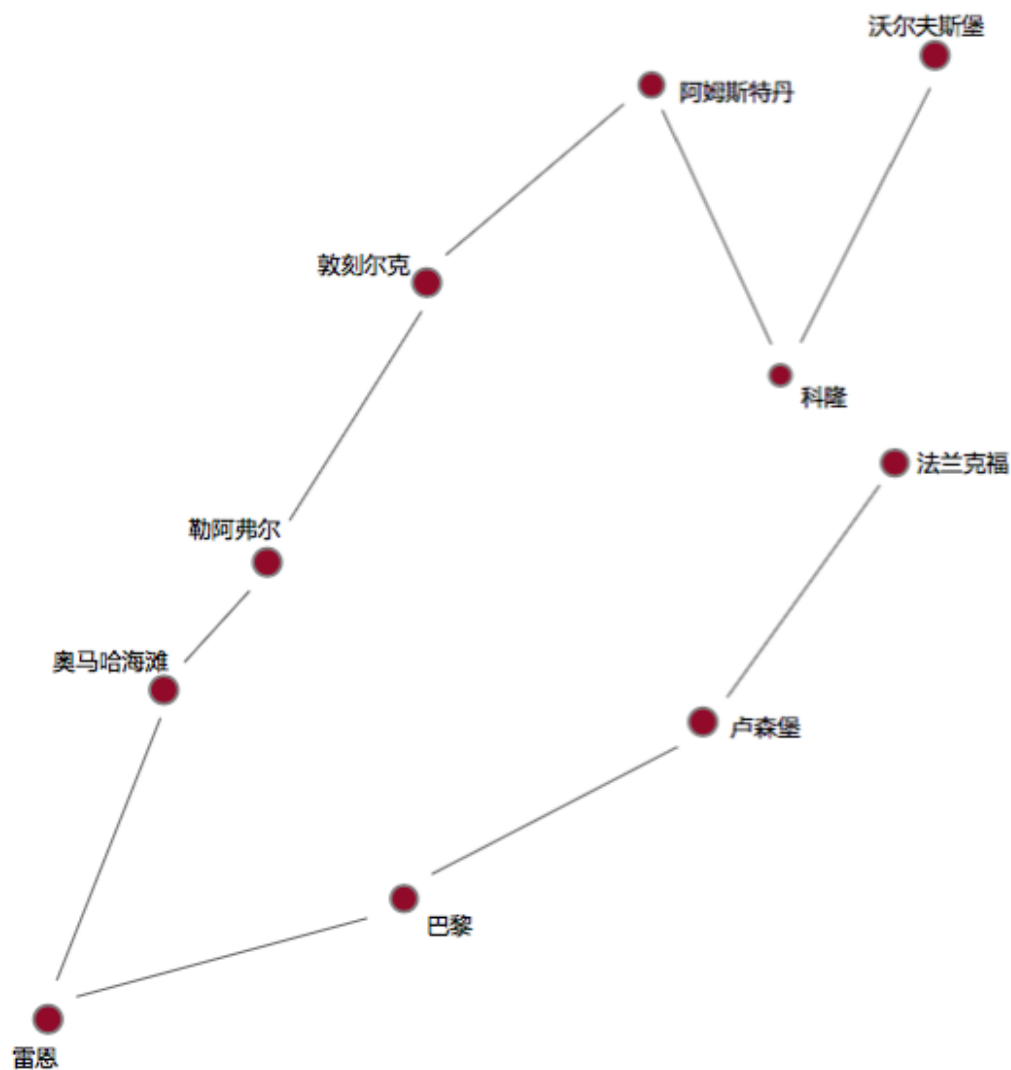 沃尔夫斯堡
阿姆斯特丹
敦刻尔克
科隆
法兰克福
勒阿弗尔
奥马哈海滩
卢森堡
巴黎
雷恩